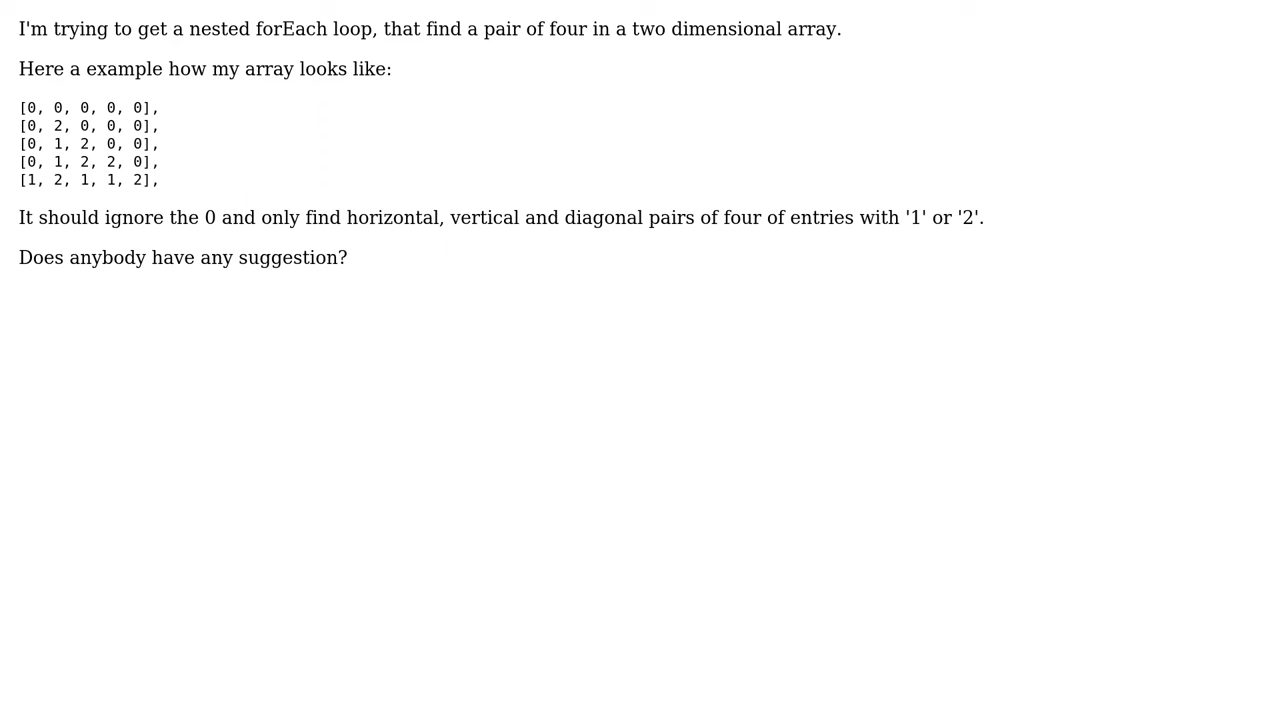 I'm trying to get a nested forEach loop, that find a pair of four in a two dimensional array.
Here a example how my array looks like:
[0, 0, 0, 0, 0],
[0, 2, 0, 0, 0],
[0, 1, 2, 0, 0],
[0, 1, 2, 2, 0],
[1, 2, 1, 1, 2],
It should ignore the 0 and only find horizontal, vertical and diagonal pairs of four of entries with '1' or '2'.
Does anybody have any suggestion?